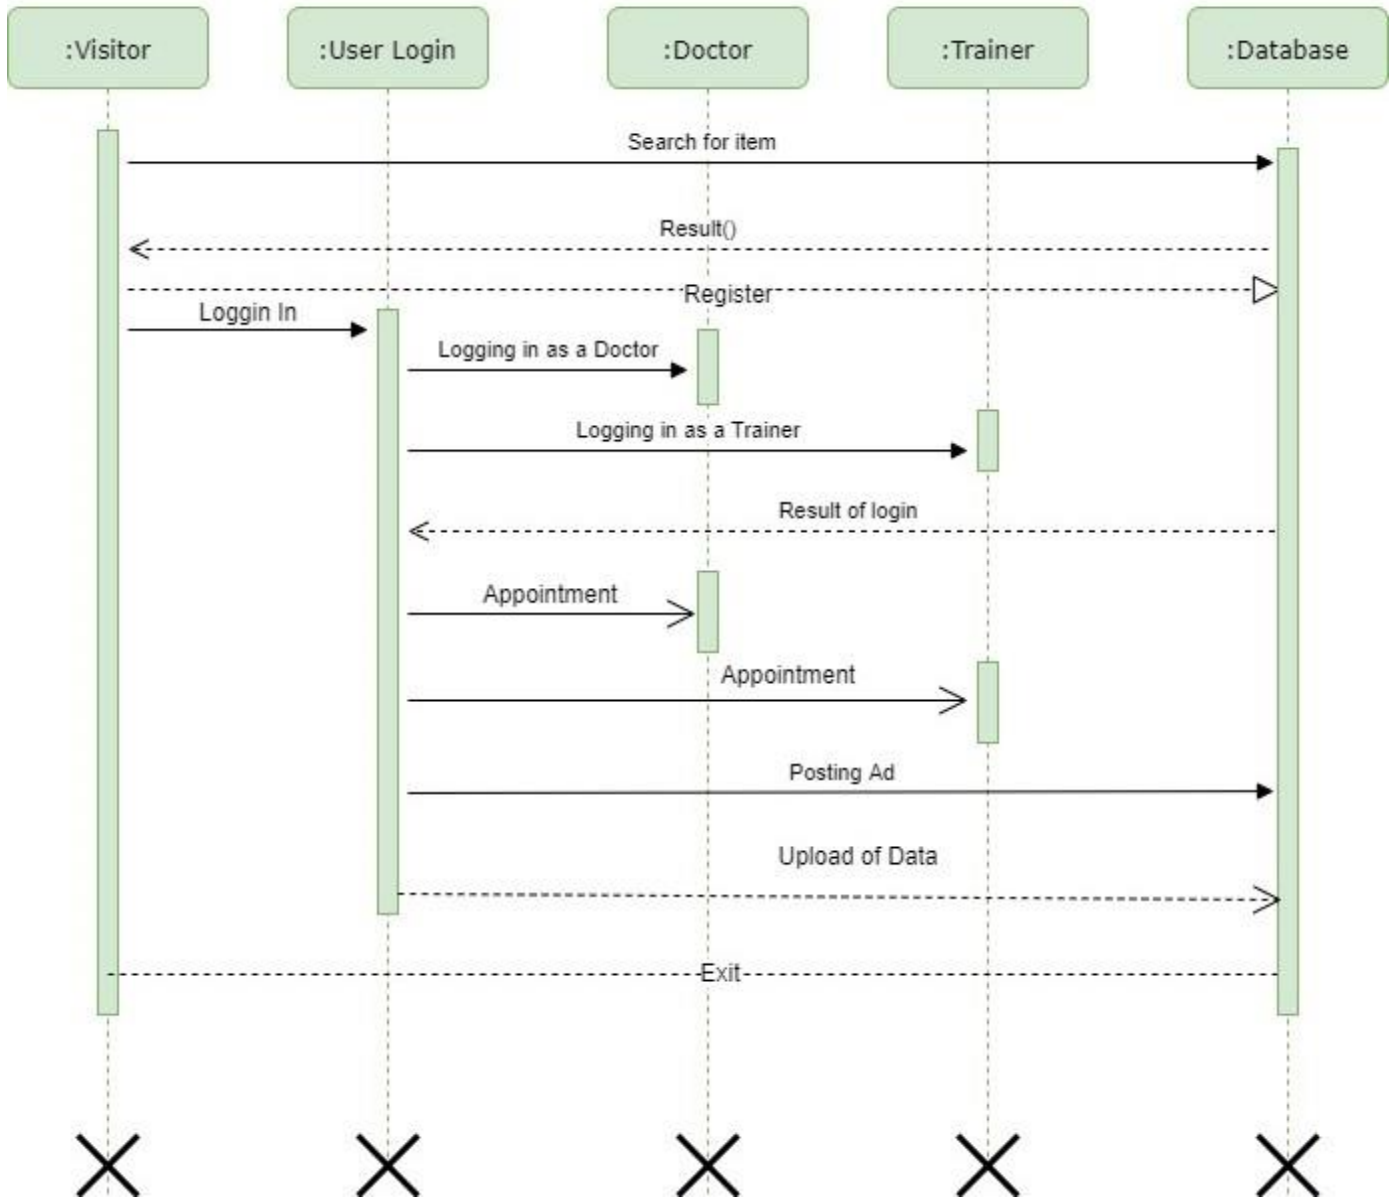 :Visitor
:User Login
:Doctor
:Trainer
:Database
Search for item
Result()
Register
Loggin In
Logging in as a Doctor
Logging in as a Trainer
Result of login
Appointment
Appointment
Posting Ad
Upload of Data
Exit